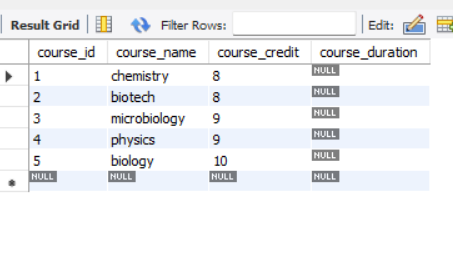 Result Grid Filter Rows: Edit:
course_id course_name course_credit course_duration
1 chemistry 8 NULL
2 biotech 8 NULL
3 microbiology 9 NULL
4 physics 9 NULL
5 biology 10 NULL
NULL NULL NULL NULL